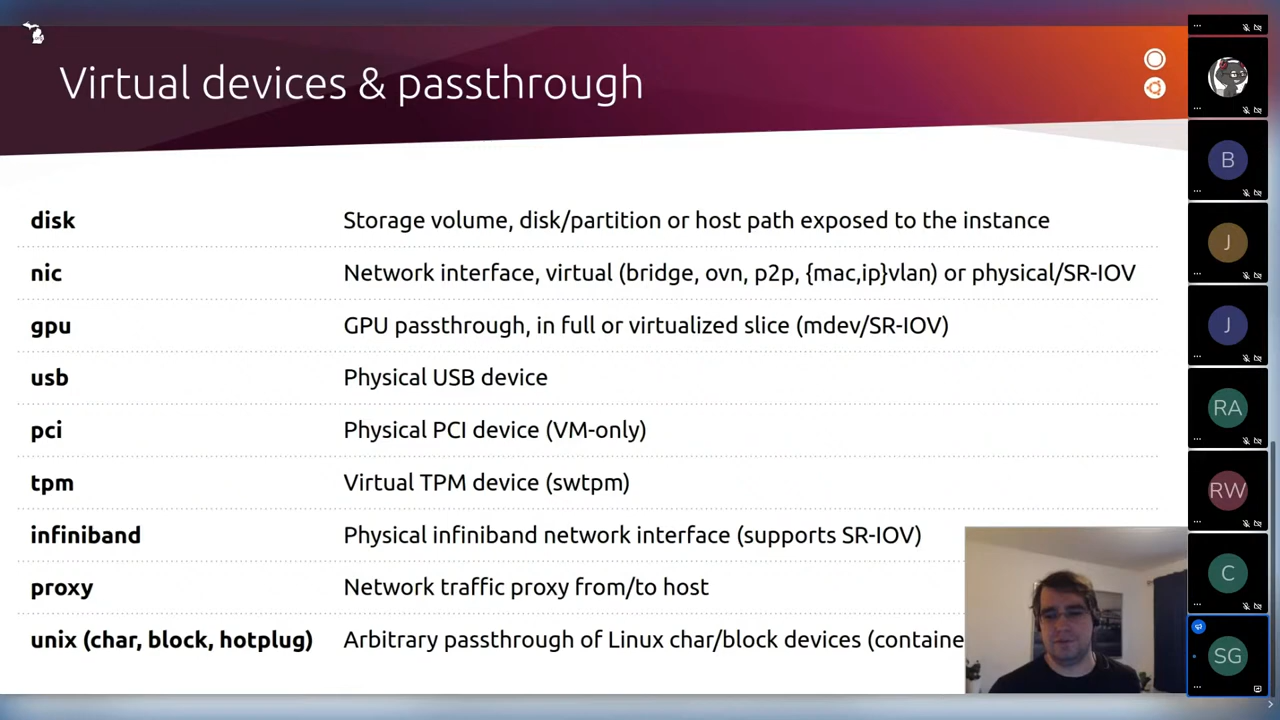 Virtual devices & passthrough
disk Storage volume, disk/partition or host path exposed to the instance
nic Network interface, virtual (bridge, ovn, p2p, {mac,ip}vlan) or physical/SR-IOV
gpu GPU passthrough, in full or virtualized slice (mdev/SR-IOV)
usb Physical USB device
pci Physical PCI device (VM-only)
tpm Virtual TPM device (swtpm)
infiniband Physical infiniband network interface (supports SR-IOV)
proxy Network traffic proxy from/to host
unix (char, block, hotplug) Arbitrary passthrough of Linux char/block devices (containe
B
J
J
RA
RW
C
SG